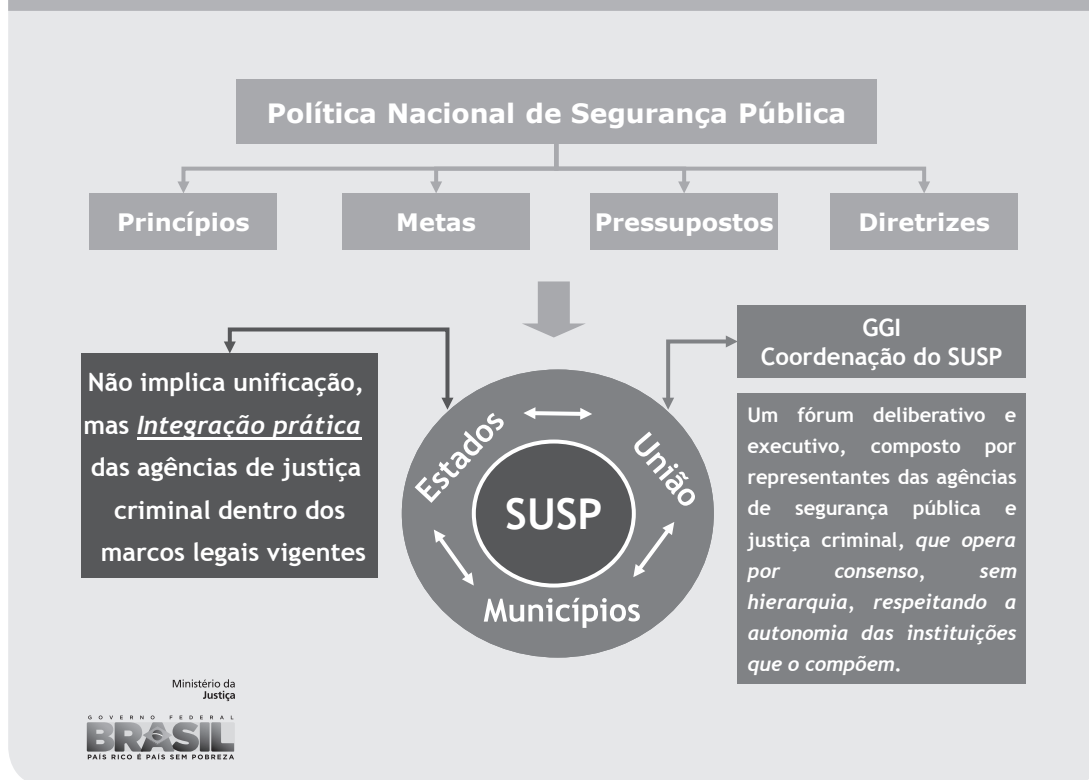 Política Nacional de Segurança Pública
Princípios
Metas
Pressupostos
Diretrizes
Não implica unificação,
mas Integração prática
das agências de justiça
criminal dentro dos
marcos legais vigentes
Estados
União
SUSP
Municípios
GGI
Coordenação do SUSP
Um fórum deliberativo e
executivo, composto por
representantes das agências
de segurança pública e
justiça criminal, que opera
por consenso, sem
hierarquia, respeitando a
autonomia das instituições
que o compõem.
Ministério da
Justiça
GOVERNO FEDERAL
BRASIL
PAÍS RICO É PAÍS SEM POBREZA